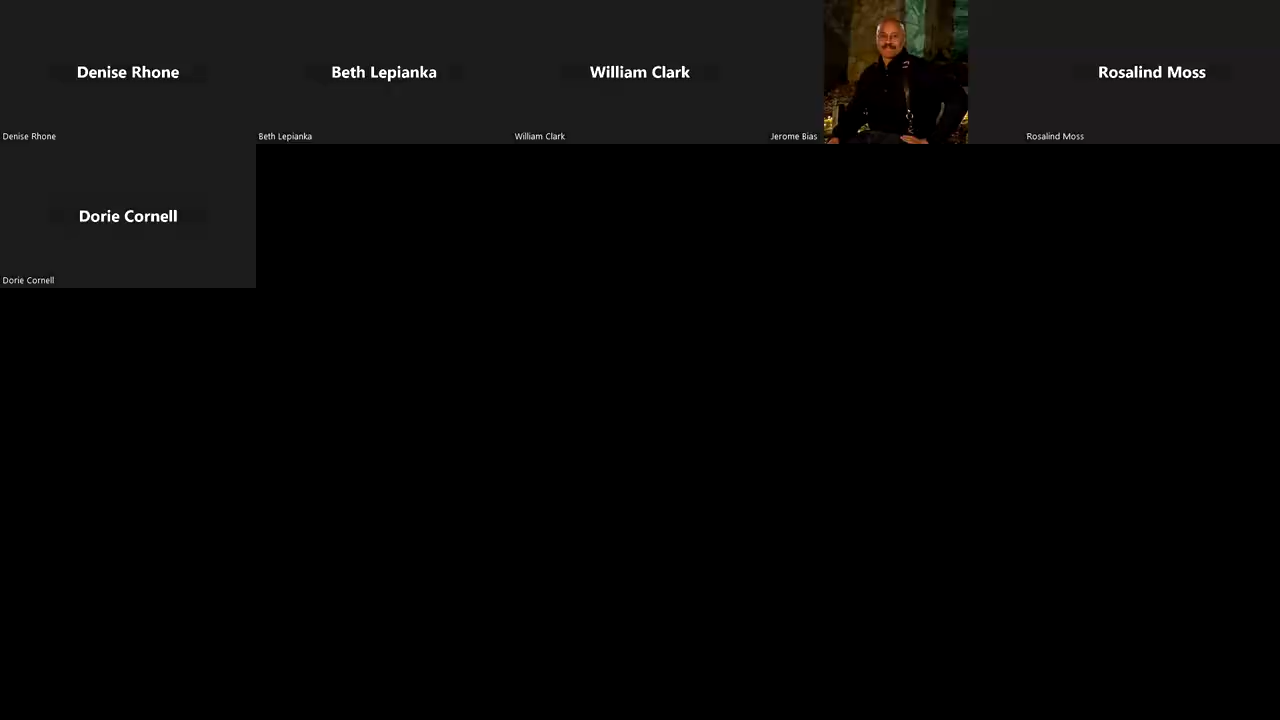 Denise Rhone
Beth Lepianka
William Clark
Rosalind Moss
Denise Rhone
Beth Lepianka
William Clark
Jerome Bias
Rosalind Moss
Dorie Cornell
Dorie Cornell